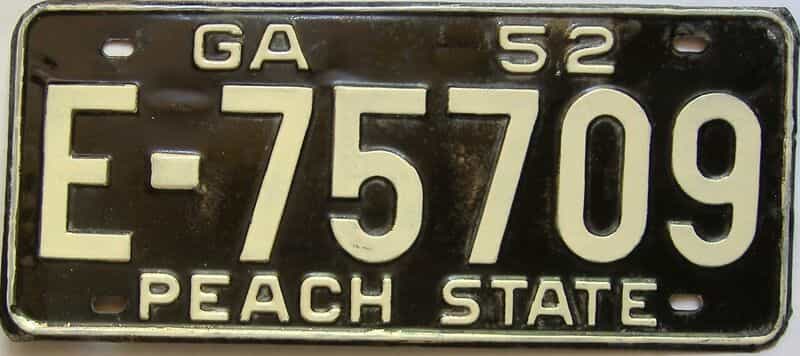 GA 52
E-75709
PEACH STATE